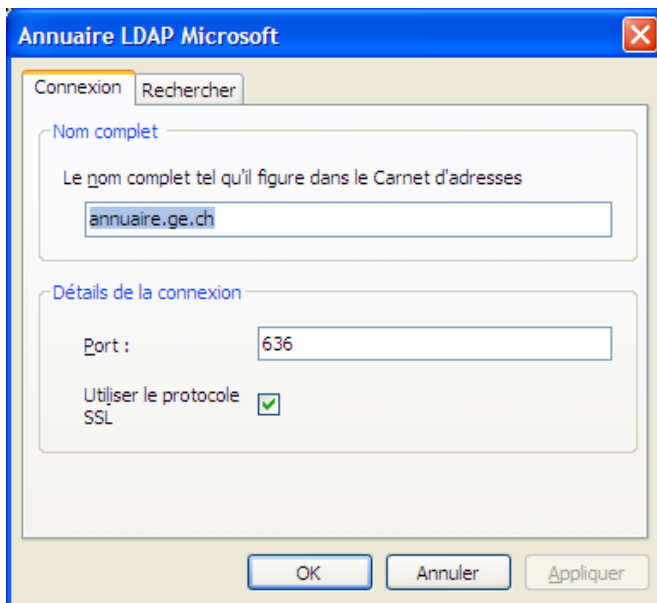 Annuaire LDAP Microsoft
Connexion
Rechercher
Nom complet
Le nom complet tel qu'il figure dans le Carnet d'adresses
annuaire.ge.ch
Détails de la connexion
Port :
636
Utiliser le protocole
SSL
OK
Annuler
Appliquer